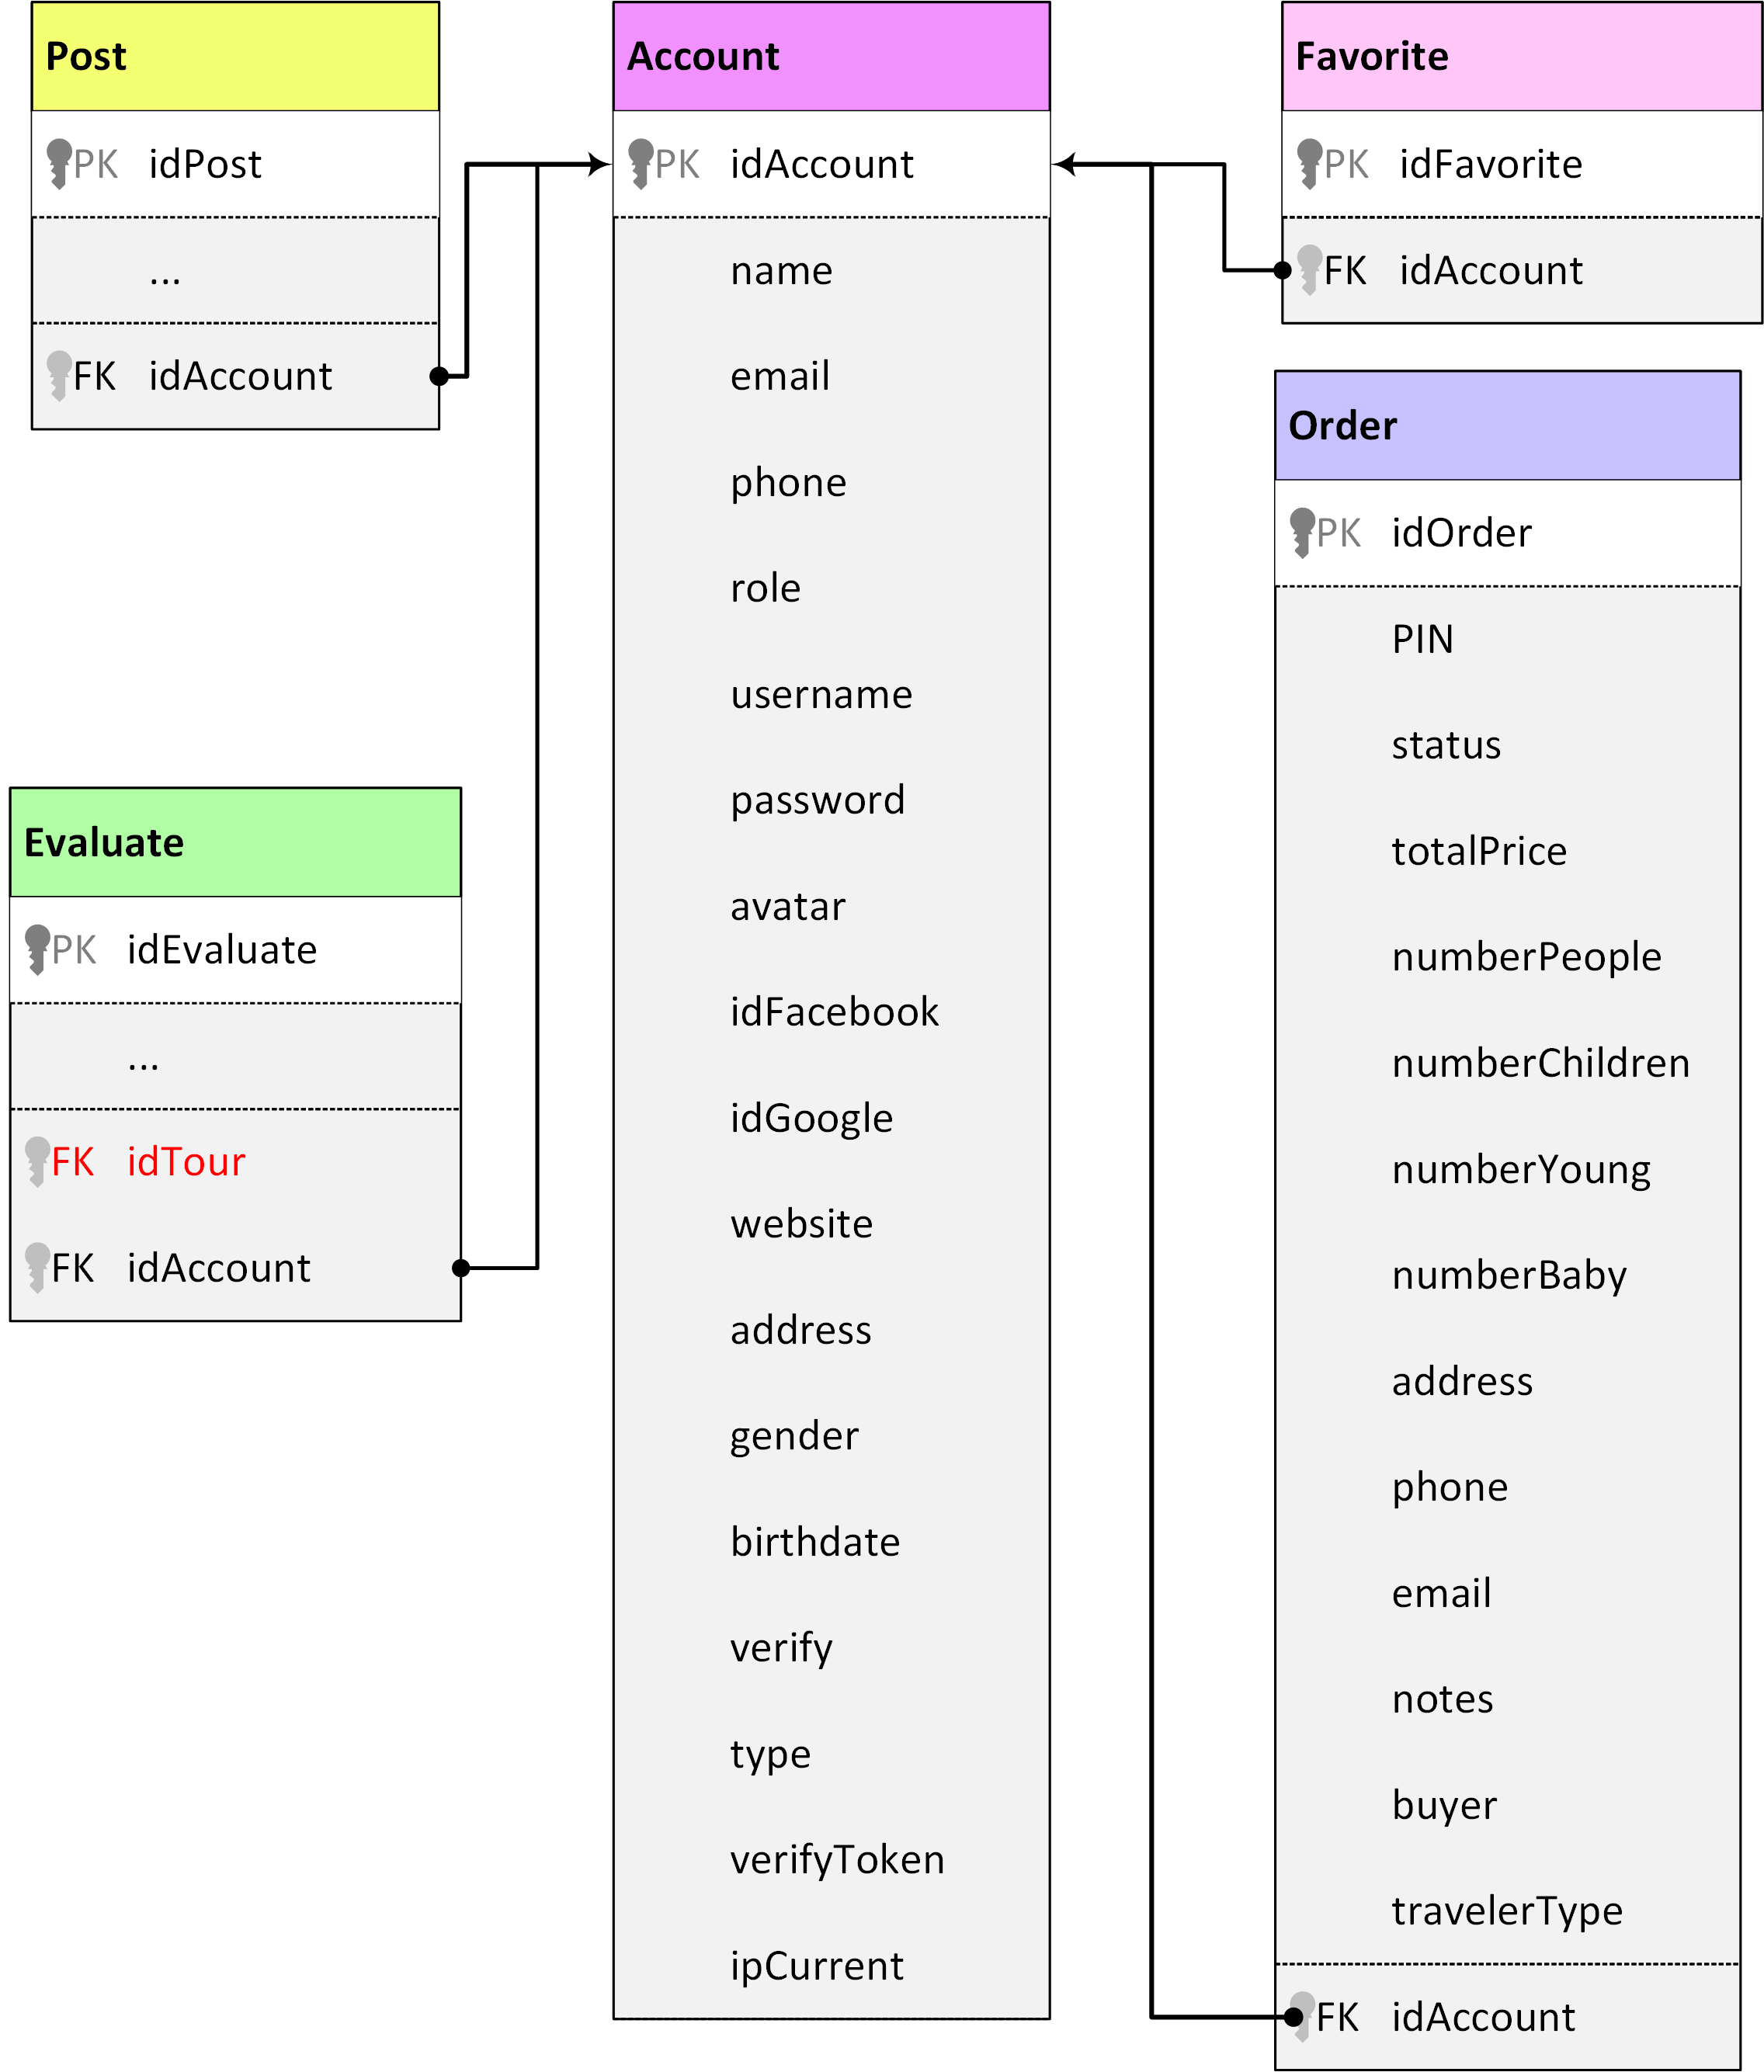 Post
PK idPost
...
FK idAccount
Evaluate
PK idEvaluate
...
FK idTour
FK idAccount
Account
PK idAccount
name
email
phone
role
username
password
avatar
idFacebook
idGoogle
website
address
gender
birthdate
verify
type
verifyToken
ipCurrent
Favorite
PK idFavorite
FK idAccount
Order
PK idOrder
PIN
status
totalPrice
numberPeople
numberChildren
numberYoung
numberBaby
address
phone
email
notes
buyer
travelerType
FK idAccount